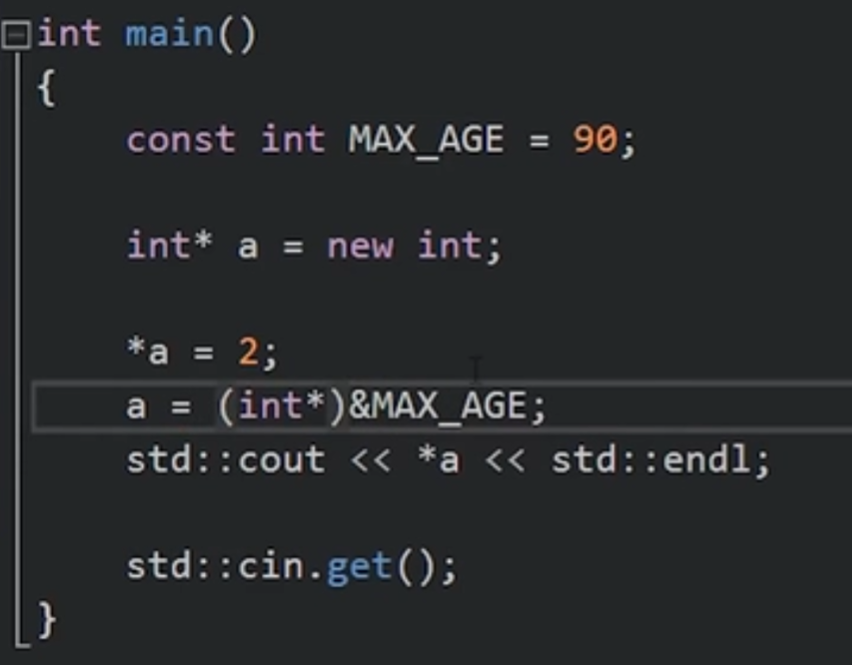 int main()
{
    const int MAX_AGE = 90;
    int* a = new int;
    *a = 2;
    a = (int*)&MAX_AGE;
    std::cout << *a << std::endl;
    std::cin.get();
}